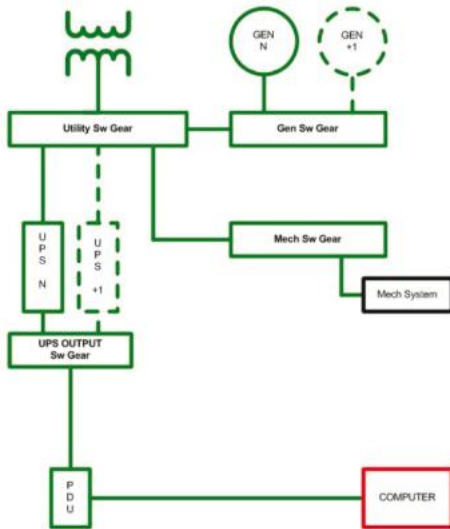 GEN
N
GEN
+1
Utility Sw Gear
Gen Sw Gear
U
P
S
N
U
P
S
+1
Mech Sw Gear
Mech System
UPS OUTPUT
Sw Gear
P
D
U
COMPUTER